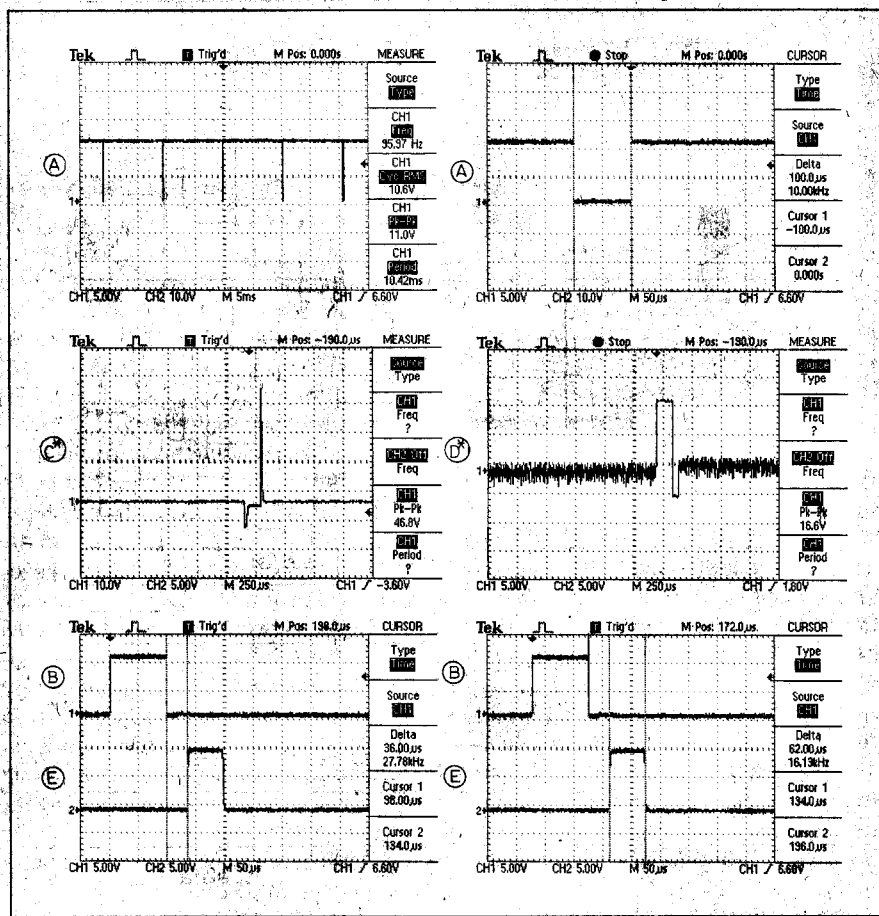 Tek Trig'd M Pos: 0.000s MEASURE
Source
Type
CH1
Freq
95.97 Hz
CH1
Cyc RMS
10.6V
CH1
Pk-Pk
11.0V
CH1
Period
10.42ms
A
1
CH1 5.00V CH2 10.0V M 5ms CH1 / 6.60V
Tek Stop M Pos: 0.000s CURSOR
Type
Time
Source
CH1
Delta
100.0µs
10.00kHz
Cursor 1
-100.0µs
Cursor 2
0.000s
A
1
CH1 5.00V CH2 10.0V M 50µs CH1 / 6.60V
Tek Trig'd M Pos: -190.0µs MEASURE
Source
Type
CH1
Freq
?
CH2 Off
Freq
CH1
Pk-Pk
46.8V
CH1
Period
?
C*
1
CH1 10.0V CH2 5.00V M 250µs CH1 / -3.60V
Tek Stop M Pos: -190.0µs MEASURE
Source
Type
CH1
Freq
?
CH2 Off
Freq
CH1
Pk-Pk
16.6V
CH1
Period
?
D*
1
CH1 5.00V CH2 5.00V M 250µs CH1 / 1.80V
Tek Trig'd M Pos: 198.0µs CURSOR
Type
Time
Source
CH1
Delta
36.00µs
27.78kHz
Cursor 1
98.00µs
Cursor 2
134.0µs
B
1
E
2
CH1 5.00V CH2 5.00V M 50µs CH1 / 6.60V
Tek Trig'd M Pos: 172.0µs CURSOR
Type
Time
Source
CH1
Delta
62.00µs
16.13kHz
Cursor 1
134.0µs
Cursor 2
196.0µs
B
1
E
2
CH1 5.00V CH2 5.00V M 50µs CH1 / 6.60V